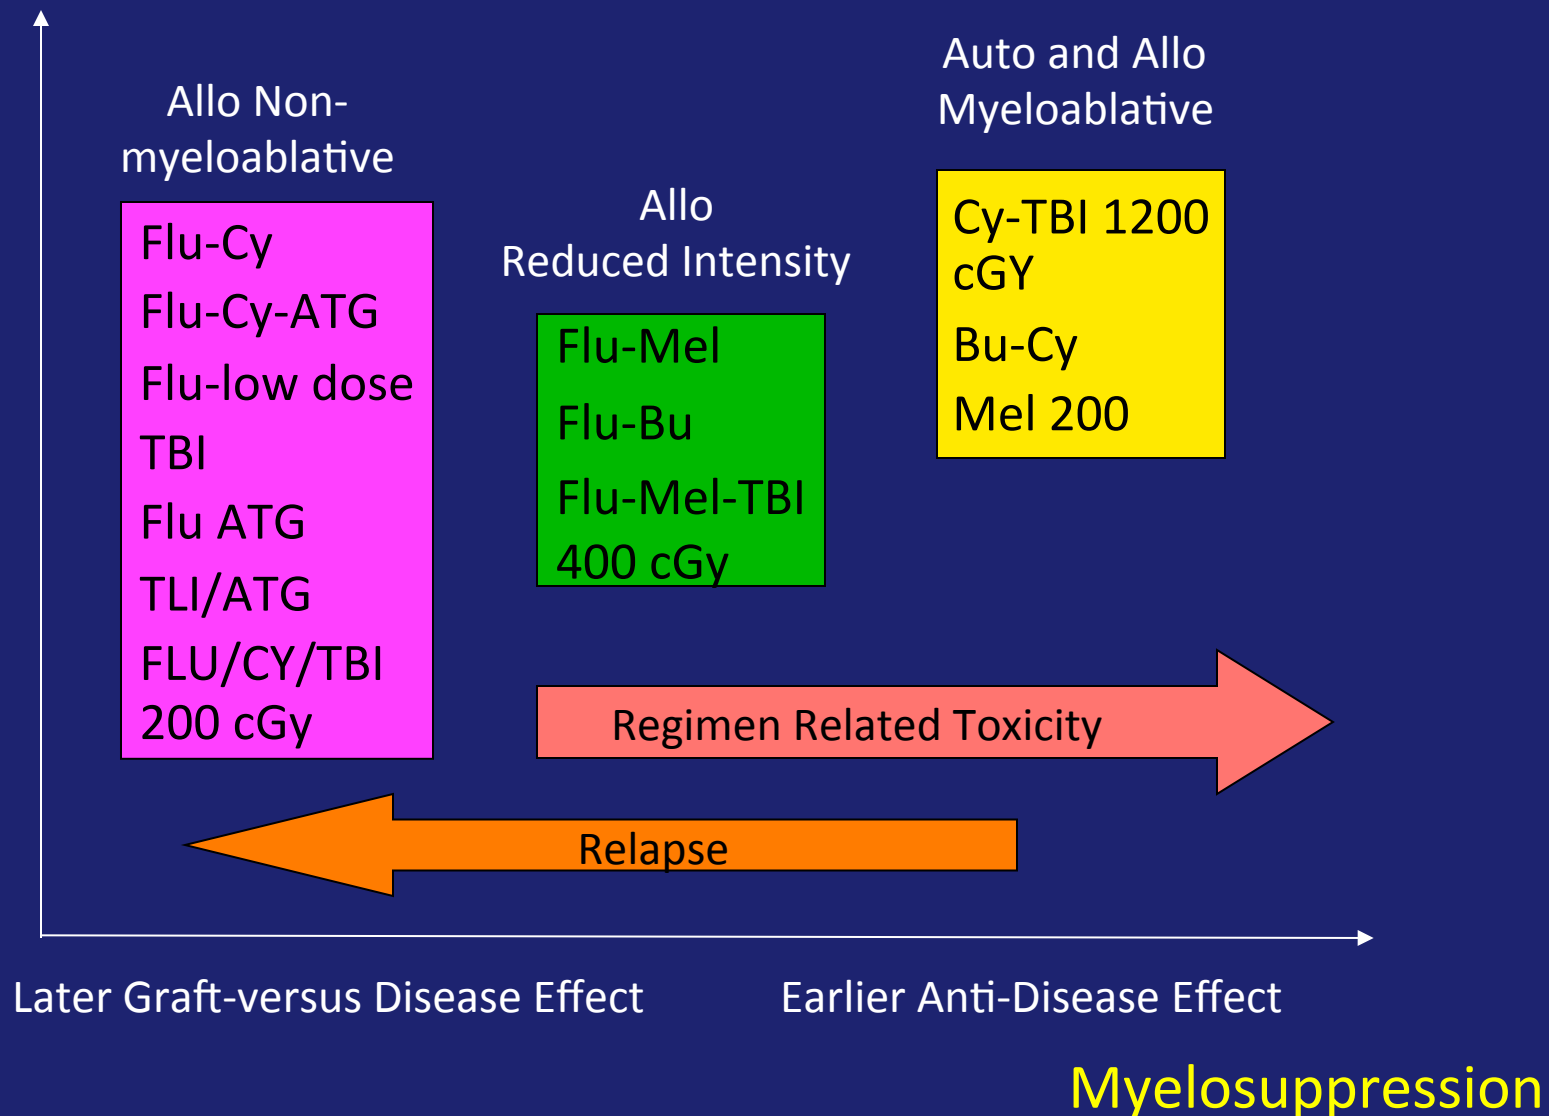 Allo Non-
myeloablative
Flu-Cy
Flu-Cy-ATG
Flu-low dose
TBI
Flu ATG
TLI/ATG
FLU/CY/TBI
200 cGy
Allo
Reduced Intensity
Flu-Mel
Flu-Bu
Flu-Mel-TBI
400 cGy
Auto and Allo
Myeloablative
Cy-TBI 1200
cGY
Bu-Cy
Mel 200
Regimen Related Toxicity
Relapse
Later Graft-versus Disease Effect
Earlier Anti-Disease Effect
Myelosuppression